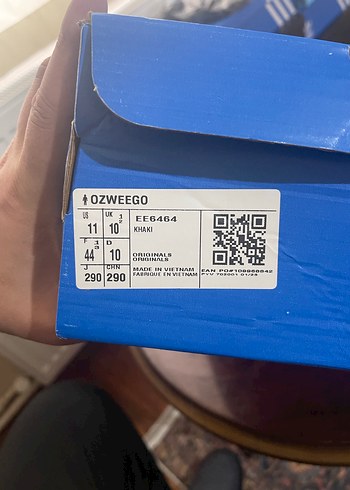 OZWEEGO
US 11
UK 10 1/2
F 44 1/3
D 10
J 290
CHN 290
EE6464
KHAKI
ORIGINALS
ORIGINALS
MADE IN VIETNAM
FABRIQUE EN VIETNAM